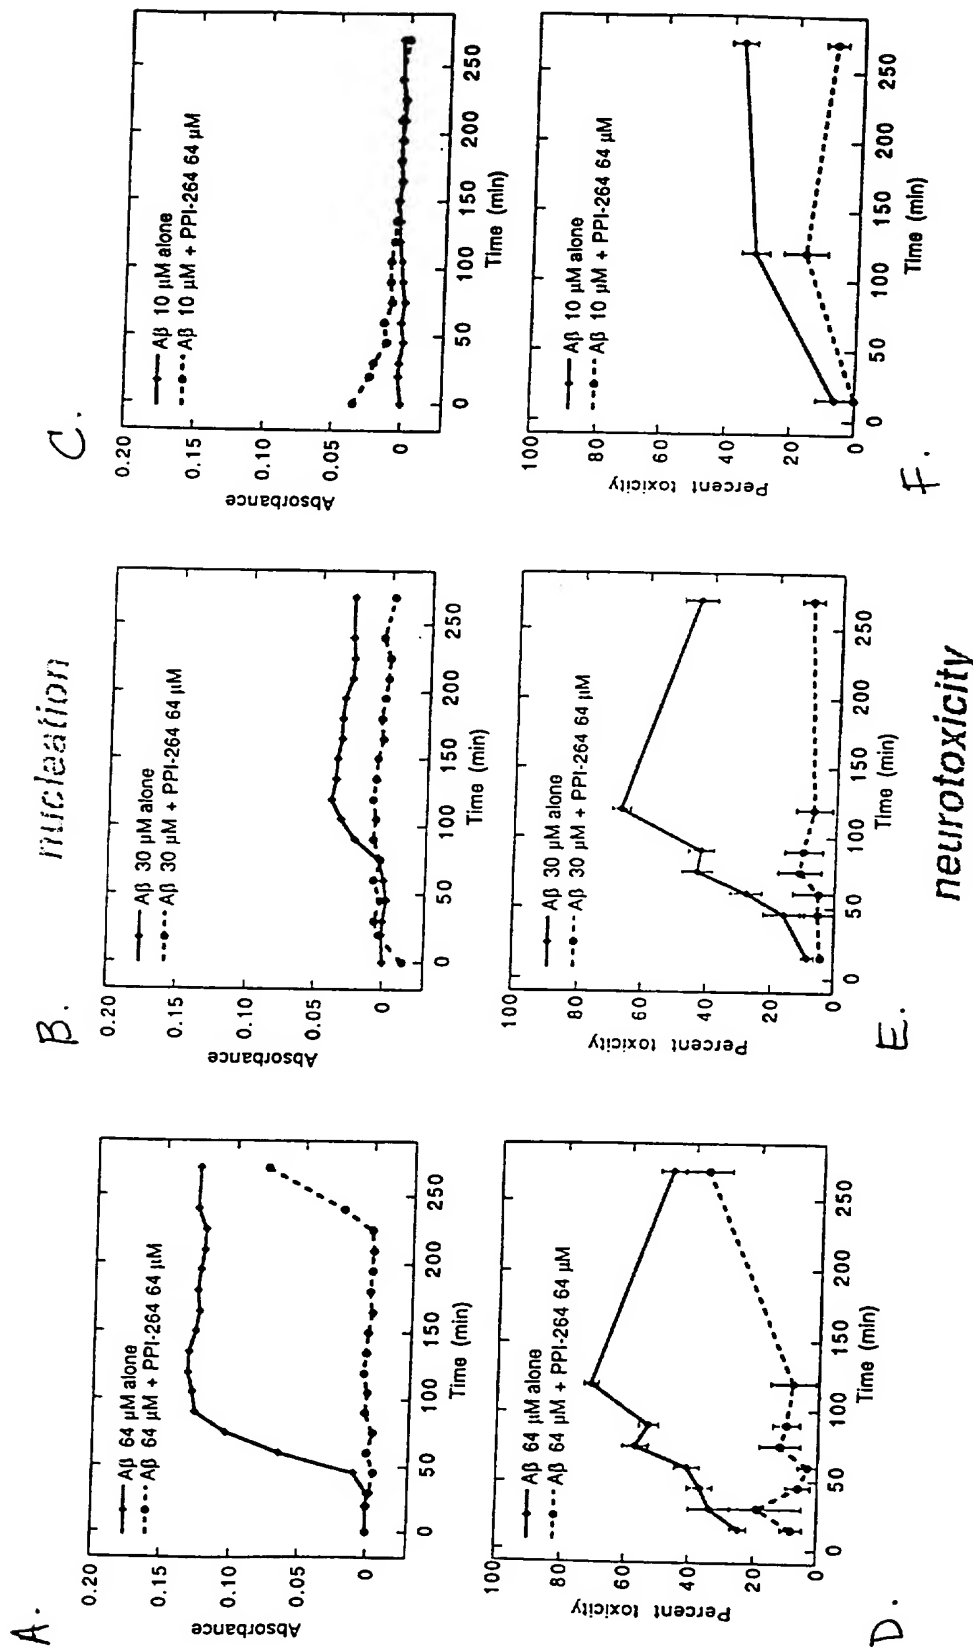 nucleation
A.
0.20
0.15
0.10
0.05
0
Absorbance
Aβ 64 μM alone
Aβ 64 μM + PPI-264 64 μM
0 50 100 150 200 250
Time (min)
B.
0.20
0.15
0.10
0.05
0
Absorbance
Aβ 30 μM alone
Aβ 30 μM + PPI-264 64 μM
0 50 100 150 200 250
Time (min)
C.
0.20
0.15
0.10
0.05
0
Absorbance
Aβ 10 μM alone
Aβ 10 μM + PPI-264 64 μM
0 50 100 150 200 250
Time (min)
D.
100
80
60
40
20
0
Percent toxicity
Aβ 64 μM alone
Aβ 64 μM + PPI-264 64 μM
0 50 100 150 200 250
Time (min)
E.
100
80
60
40
20
0
Percent toxicity
Aβ 30 μM alone
Aβ 30 μM + PPI-264 64 μM
0 50 100 150 200 250
Time (min)
F.
100
80
60
40
20
0
Percent toxicity
Aβ 10 μM alone
Aβ 10 μM + PPI-264 64 μM
0 50 100 150 200 250
Time (min)
neurotoxicity